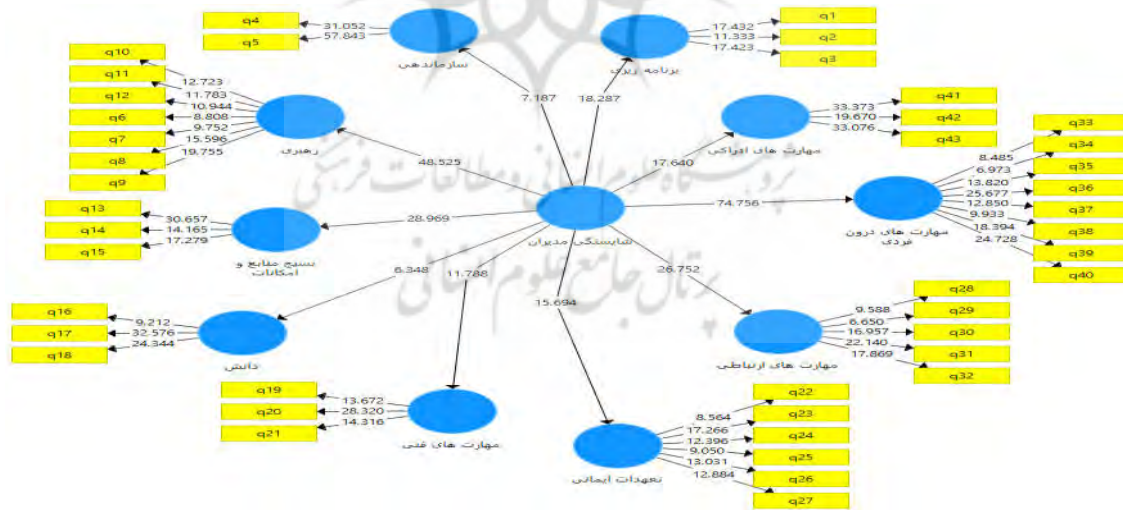 q4
31.052
q5
57.843
سازماندهی
q1
17.432
q2
11.333
q3
17.423
برنامه ریزی
q10
12.723
q11
11.783
q12
10.944
q6
8.808
q7
9.752
q8
15.596
q9
19.755
رهبری
7.187
18.287
q41
33.373
q42
19.670
q43
33.076
مهارت های ادراکی
17.640
48.525
q33
8.485
q34
6.973
q35
13.820
q36
25.677
q37
12.850
q38
9.933
q39
18.394
q40
24.728
مهارت های درون
فردی
74.756
پژوهشگاه علوم انسانی و مطالعات فرهنگی
شایستگی مدیران
q13
30.657
q14
14.165
q15
17.279
بسیج منابع و
امکانات
28.969
6.348
11.788
15.694
26.752
پرتال جامع علوم انسانی
q28
9.588
q29
6.650
q30
16.957
q31
22.140
q32
17.869
مهارت های ارتباطی
q16
9.212
q17
32.576
q18
24.344
دانش
q19
13.672
q20
28.320
q21
14.316
مهارت های فنی
q22
8.564
q23
17.266
q24
12.396
q25
9.050
q26
13.031
q27
12.884
تعهدات ایمانی